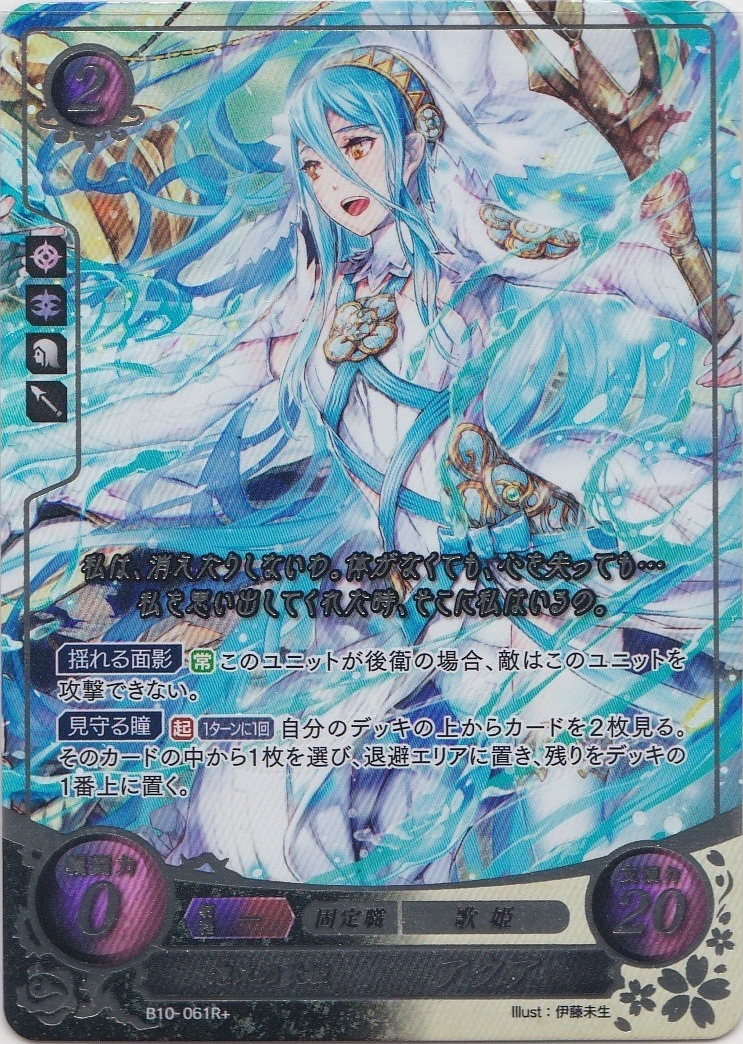 2
私は、消えたりしないわ。体がなくても、心を失っても…
私を思い出してくれた時、そこに私はいるの。
揺れる面影 常 このユニットが後衛の場合、敵はこのユニットを
攻撃できない。
見守る瞳 起 1ターンに1回 自分のデッキの上からカードを2枚見る。
そのカードの中から1枚を選び、退避エリアに置き、残りをデッキの
1番上に置く。
戦闘力
0
射程 — 固定職 歌姫
支援力
20
アクア
B10-061R+
Illust：伊藤未生